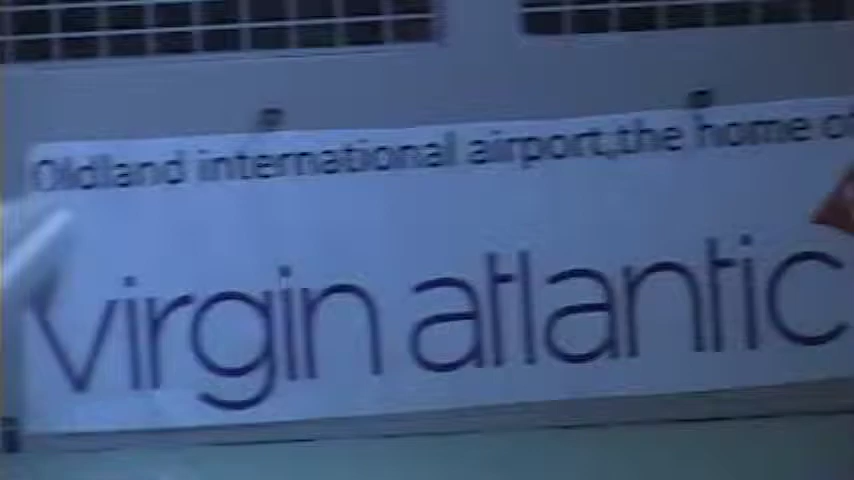 Oldland international airport,the home of
virgin atlantic